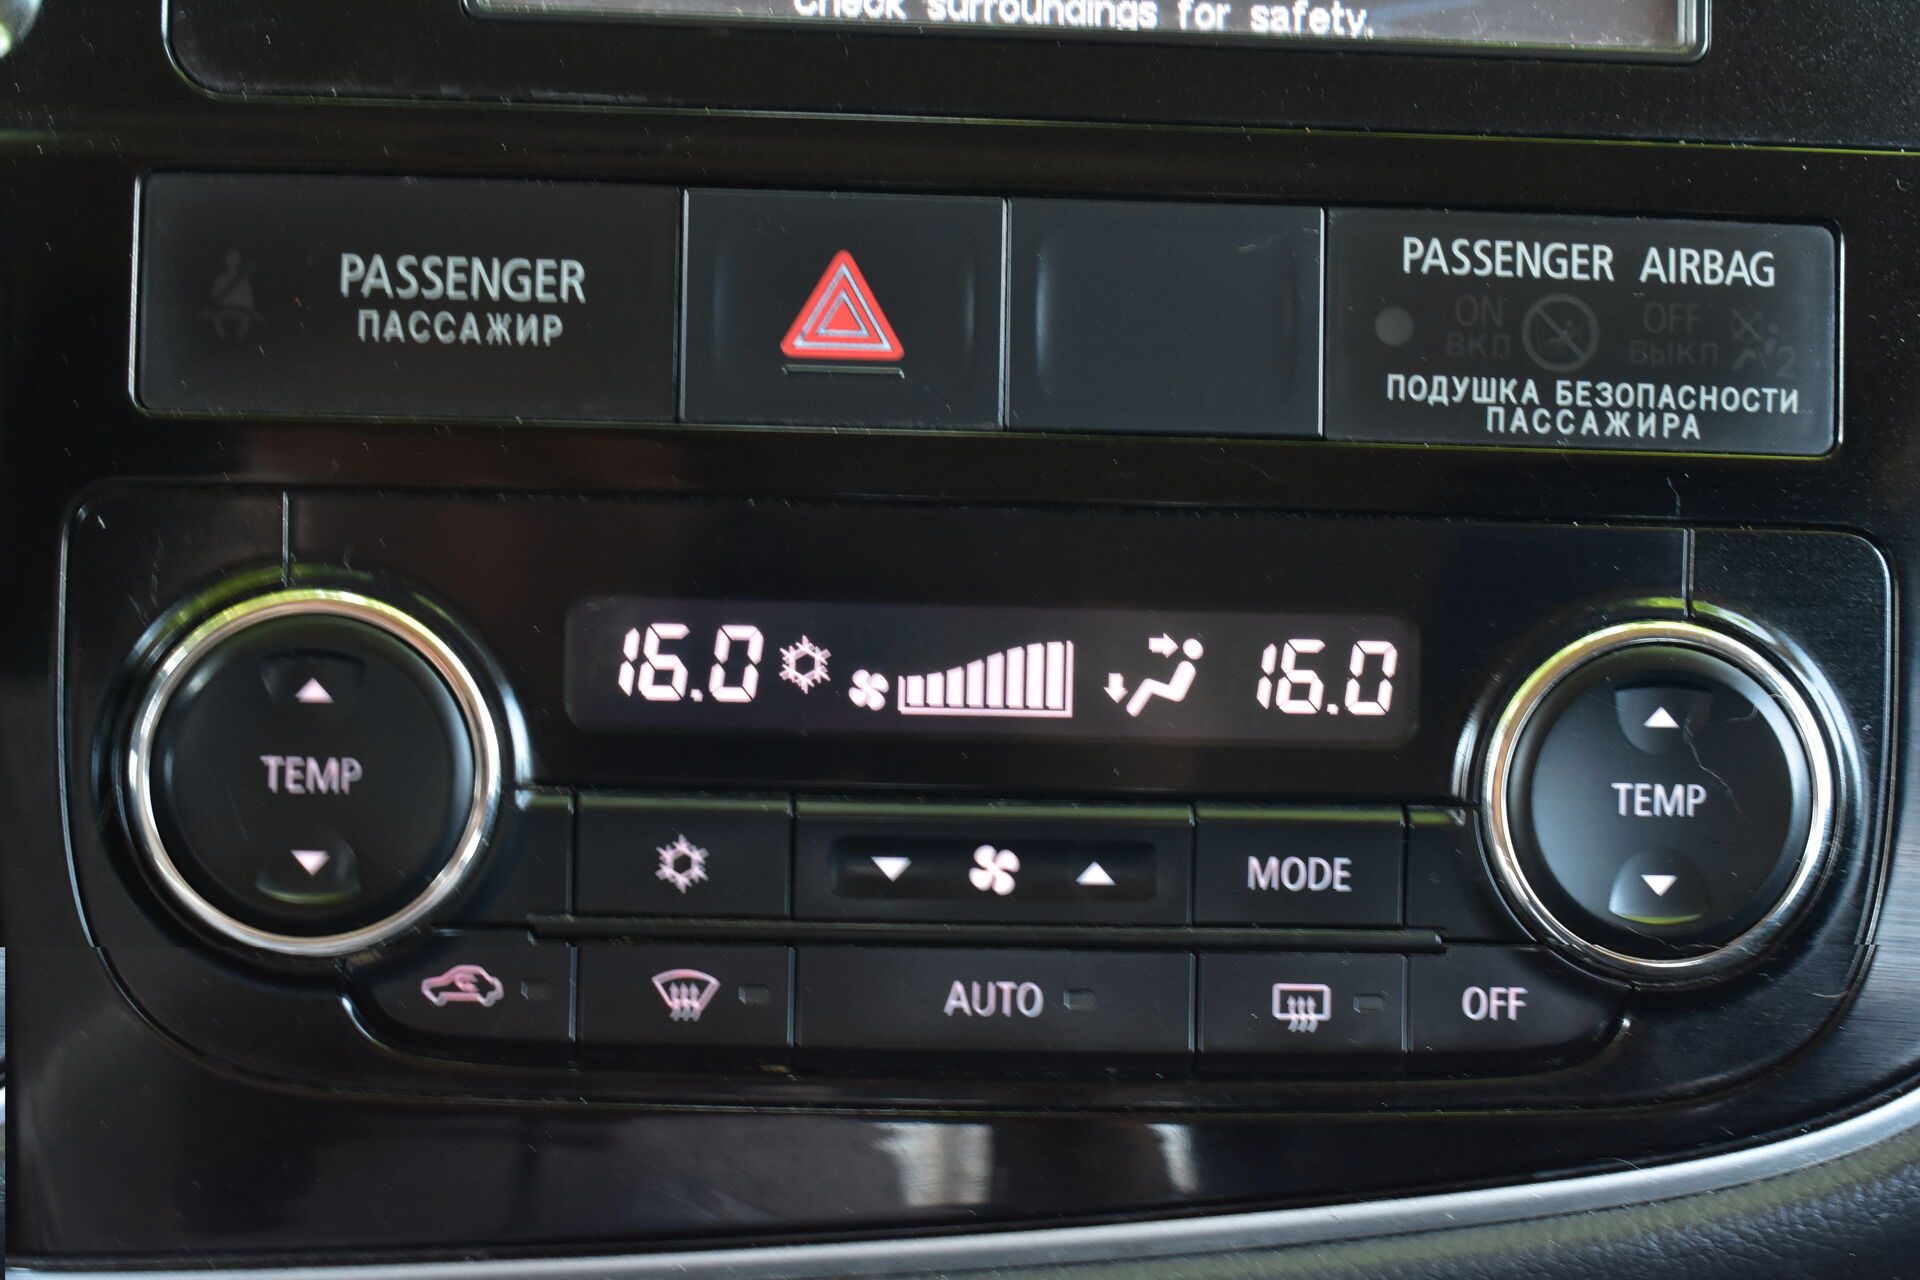 Check surroundings for safety.
PASSENGER
ПАССАЖИР
PASSENGER AIRBAG
ON OFF
ВКЛ ВЫКЛ 2
ПОДУШКА БЕЗОПАСНОСТИ
ПАССАЖИРА
16.0 16.0
TEMP
TEMP
MODE
AUTO
OFF